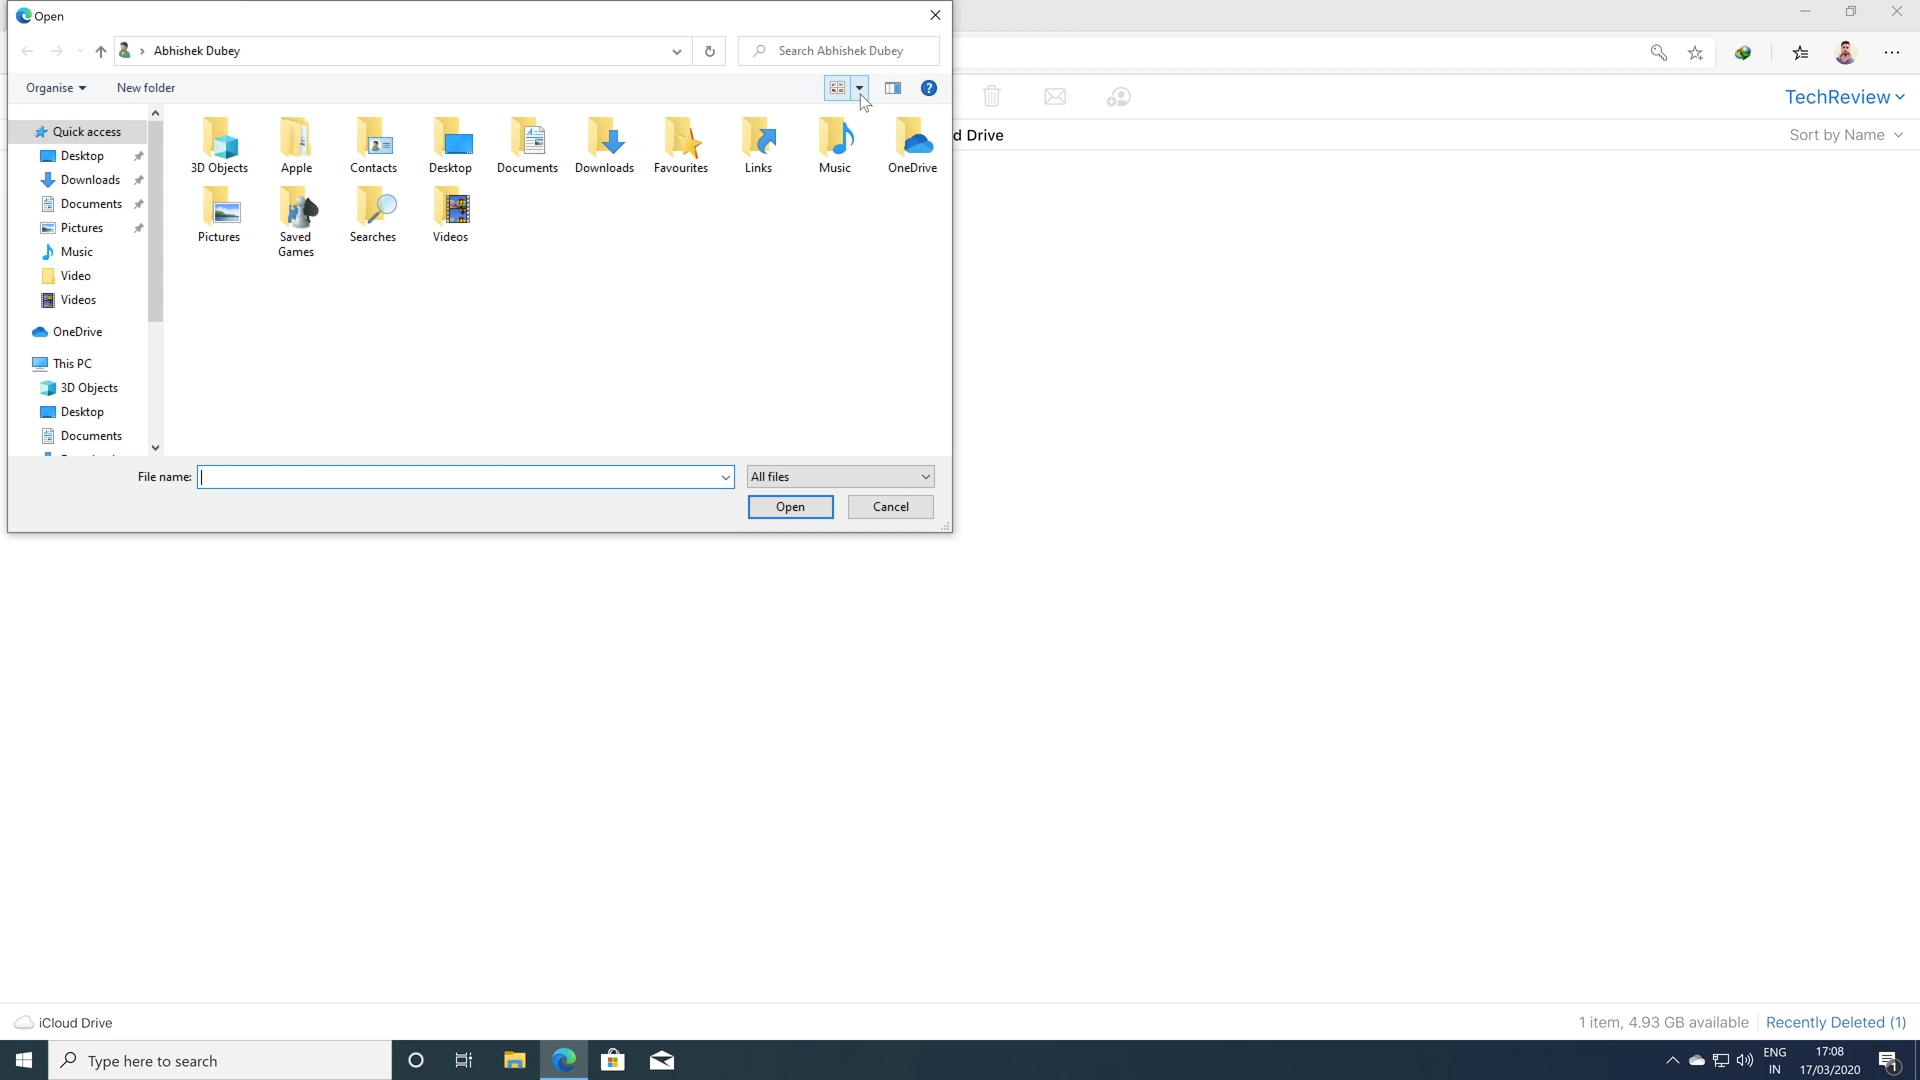 Open
Abhishek Dubey
Search Abhishek Dubey
Organise
New folder
TechReview
d Drive
Sort by Name
Quick access
Desktop
Downloads
Documents
Pictures
Music
Video
Videos
OneDrive
This PC
3D Objects
Desktop
Documents
3D Objects
Apple
Contacts
Desktop
Documents
Downloads
Favourites
Links
Music
OneDrive
Pictures
Saved
Games
Searches
Videos
File name:
All files
Open
Cancel
iCloud Drive
1 item, 4.93 GB available
Recently Deleted (1)
Type here to search
ENG
IN
17:08
17/03/2020
1